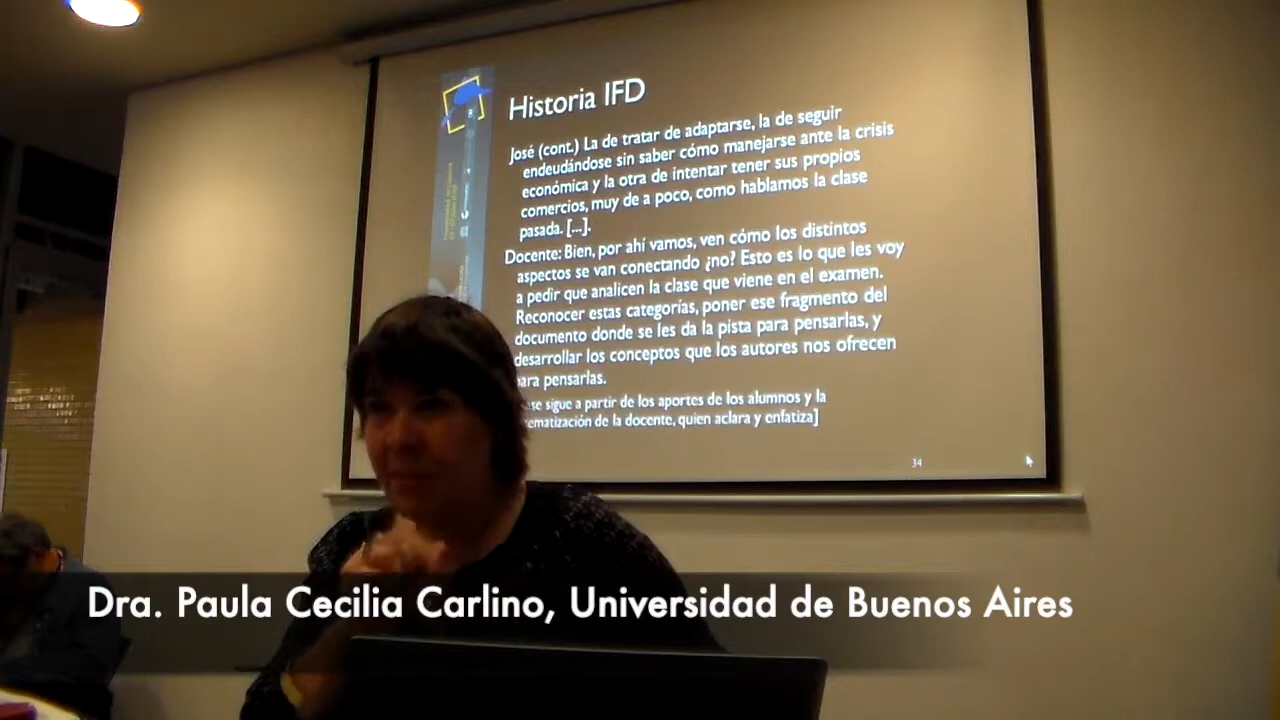 Historia IFD
José (cont.) La de tratar de adaptarse, la de seguir
endeudándose sin saber cómo manejarse ante la crisis
económica y la otra de intentar tener sus propios
comercios, muy de a poco, como hablamos la clase
pasada. [...].
Docente: Bien, por ahí vamos, ven cómo los distintos
aspectos se van conectando ¿no? Esto es lo que les voy
a pedir que analicen la clase que viene en el examen.
Reconocer estas categorías, poner ese fragmento del
documento donde se les da la pista para pensarlas, y
desarrollar los conceptos que los autores nos ofrecen
para pensarlas.
se sigue a partir de los aportes de los alumnos y la
de la docente, quien aclara y enfatiza]
34
Dra. Paula Cecilia Carlino, Universidad de Buenos Aires